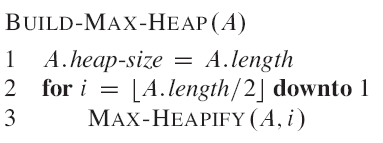 BUILD-MAX-HEAP(A)
1 A.heap-size = A.length
2 for i = ⌊A.length/2⌋ downto 1
3 MAX-HEAPIFY(A, i)